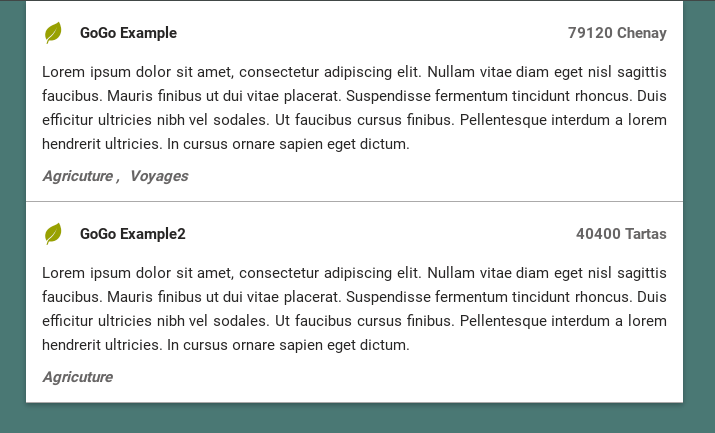 GoGo Example 79120 Chenay
Lorem ipsum dolor sit amet, consectetur adipiscing elit. Nullam vitae diam eget nisl sagittis
faucibus. Mauris finibus ut dui vitae placerat. Suspendisse fermentum tincidunt rhoncus. Duis
efficitur ultricies nibh vel sodales. Ut faucibus cursus finibus. Pellentesque interdum a lorem
hendrerit ultricies. In cursus ornare sapien eget dictum.
Agricuture , Voyages
GoGo Example2 40400 Tartas
Lorem ipsum dolor sit amet, consectetur adipiscing elit. Nullam vitae diam eget nisl sagittis
faucibus. Mauris finibus ut dui vitae placerat. Suspendisse fermentum tincidunt rhoncus. Duis
efficitur ultricies nibh vel sodales. Ut faucibus cursus finibus. Pellentesque interdum a lorem
hendrerit ultricies. In cursus ornare sapien eget dictum.
Agricuture